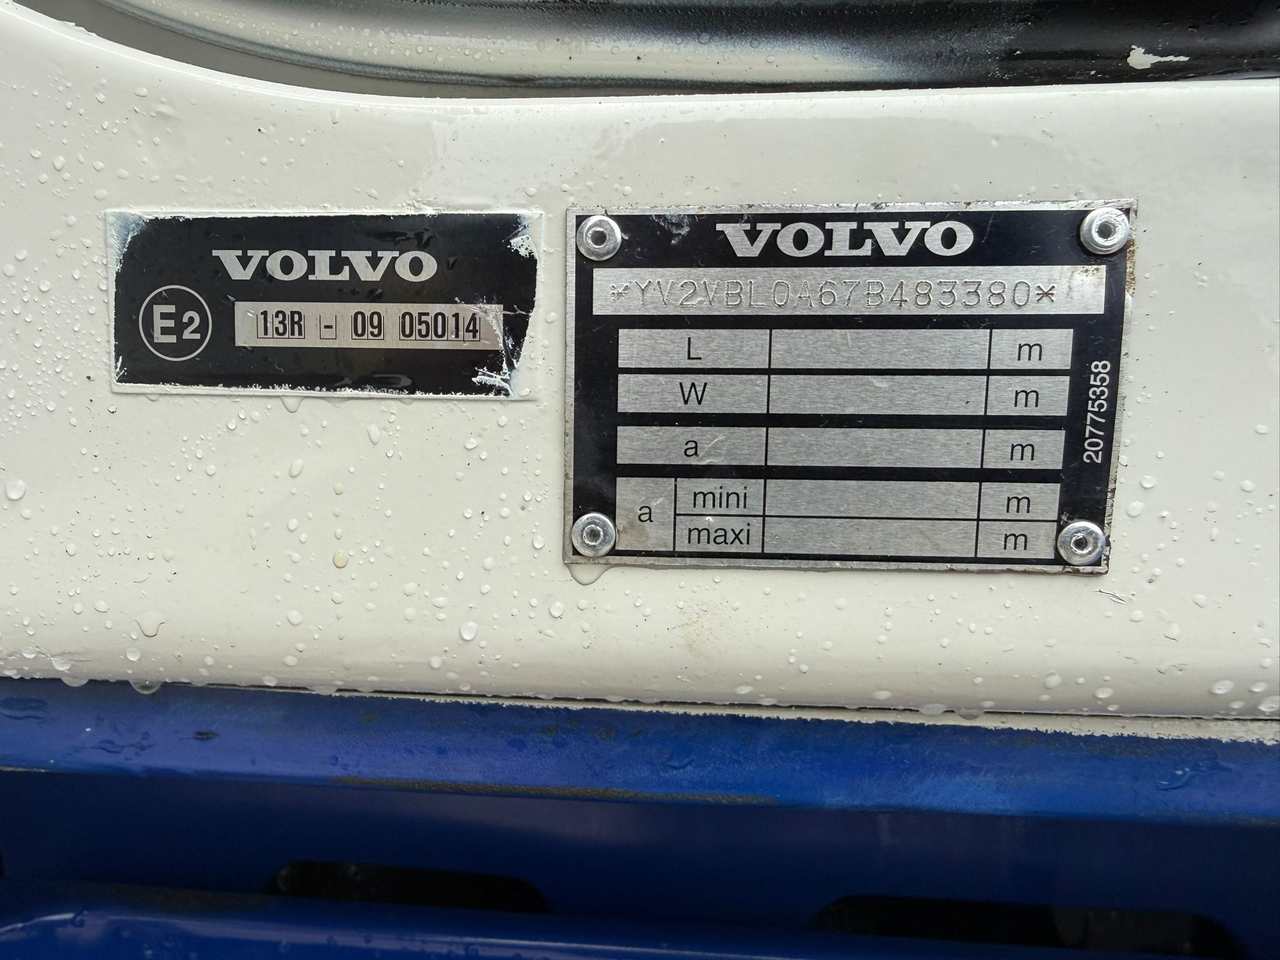 VOLVO
E2
13R - 09 05014
VOLVO
*YV2VBL0A67B483380*
L m
W m
a m
a mini m
maxi m
20775358